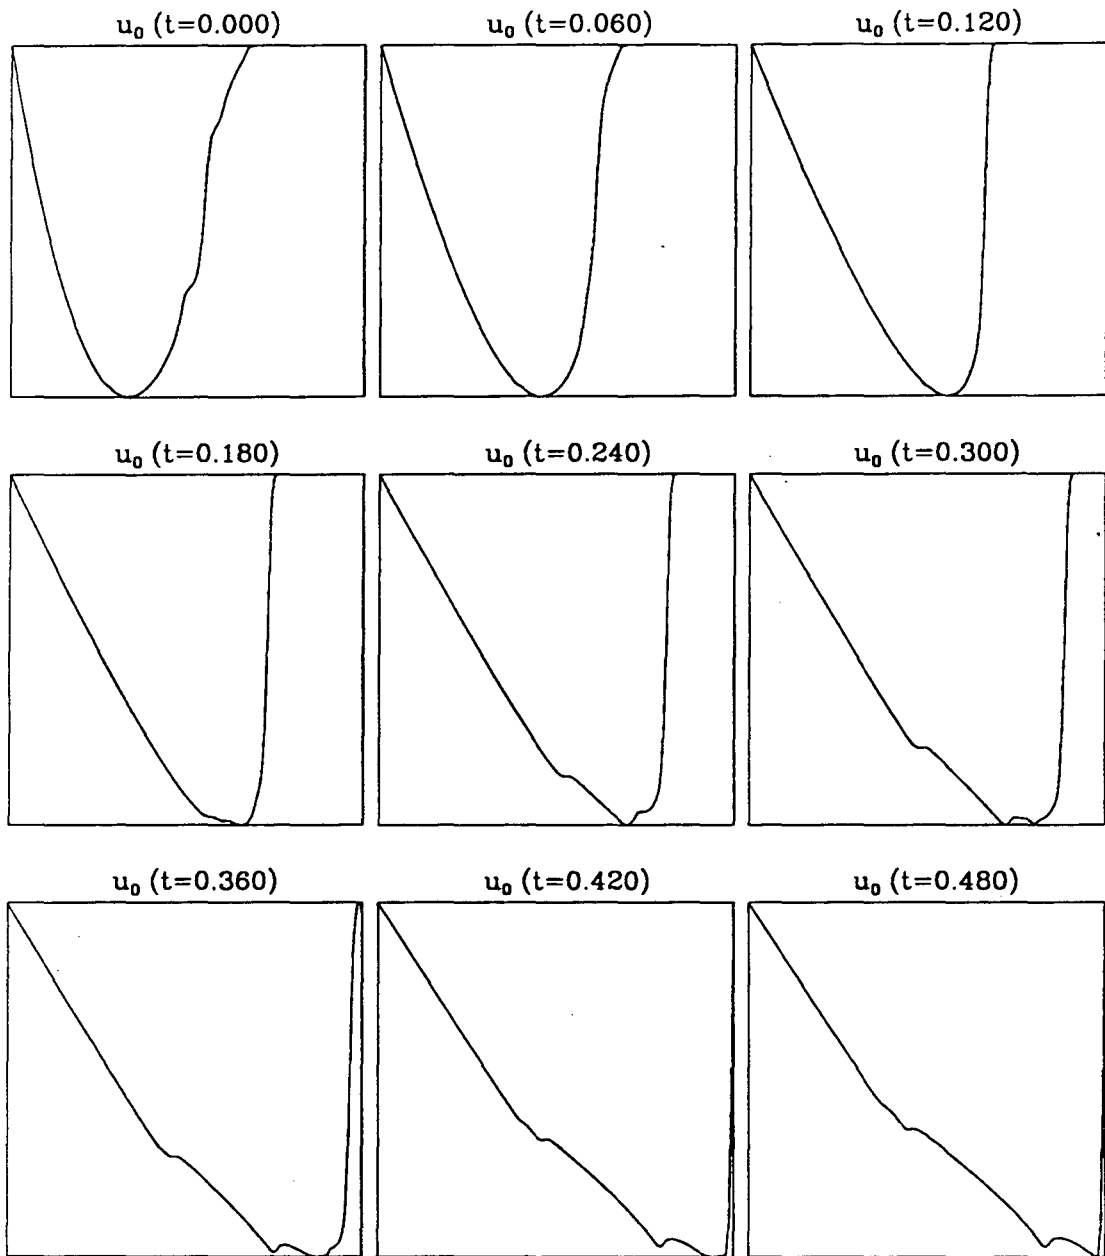 u₀ (t=0.000) u₀ (t=0.060) u₀ (t=0.120)
u₀ (t=0.180) u₀ (t=0.240) u₀ (t=0.300)
u₀ (t=0.360) u₀ (t=0.420) u₀ (t=0.480)